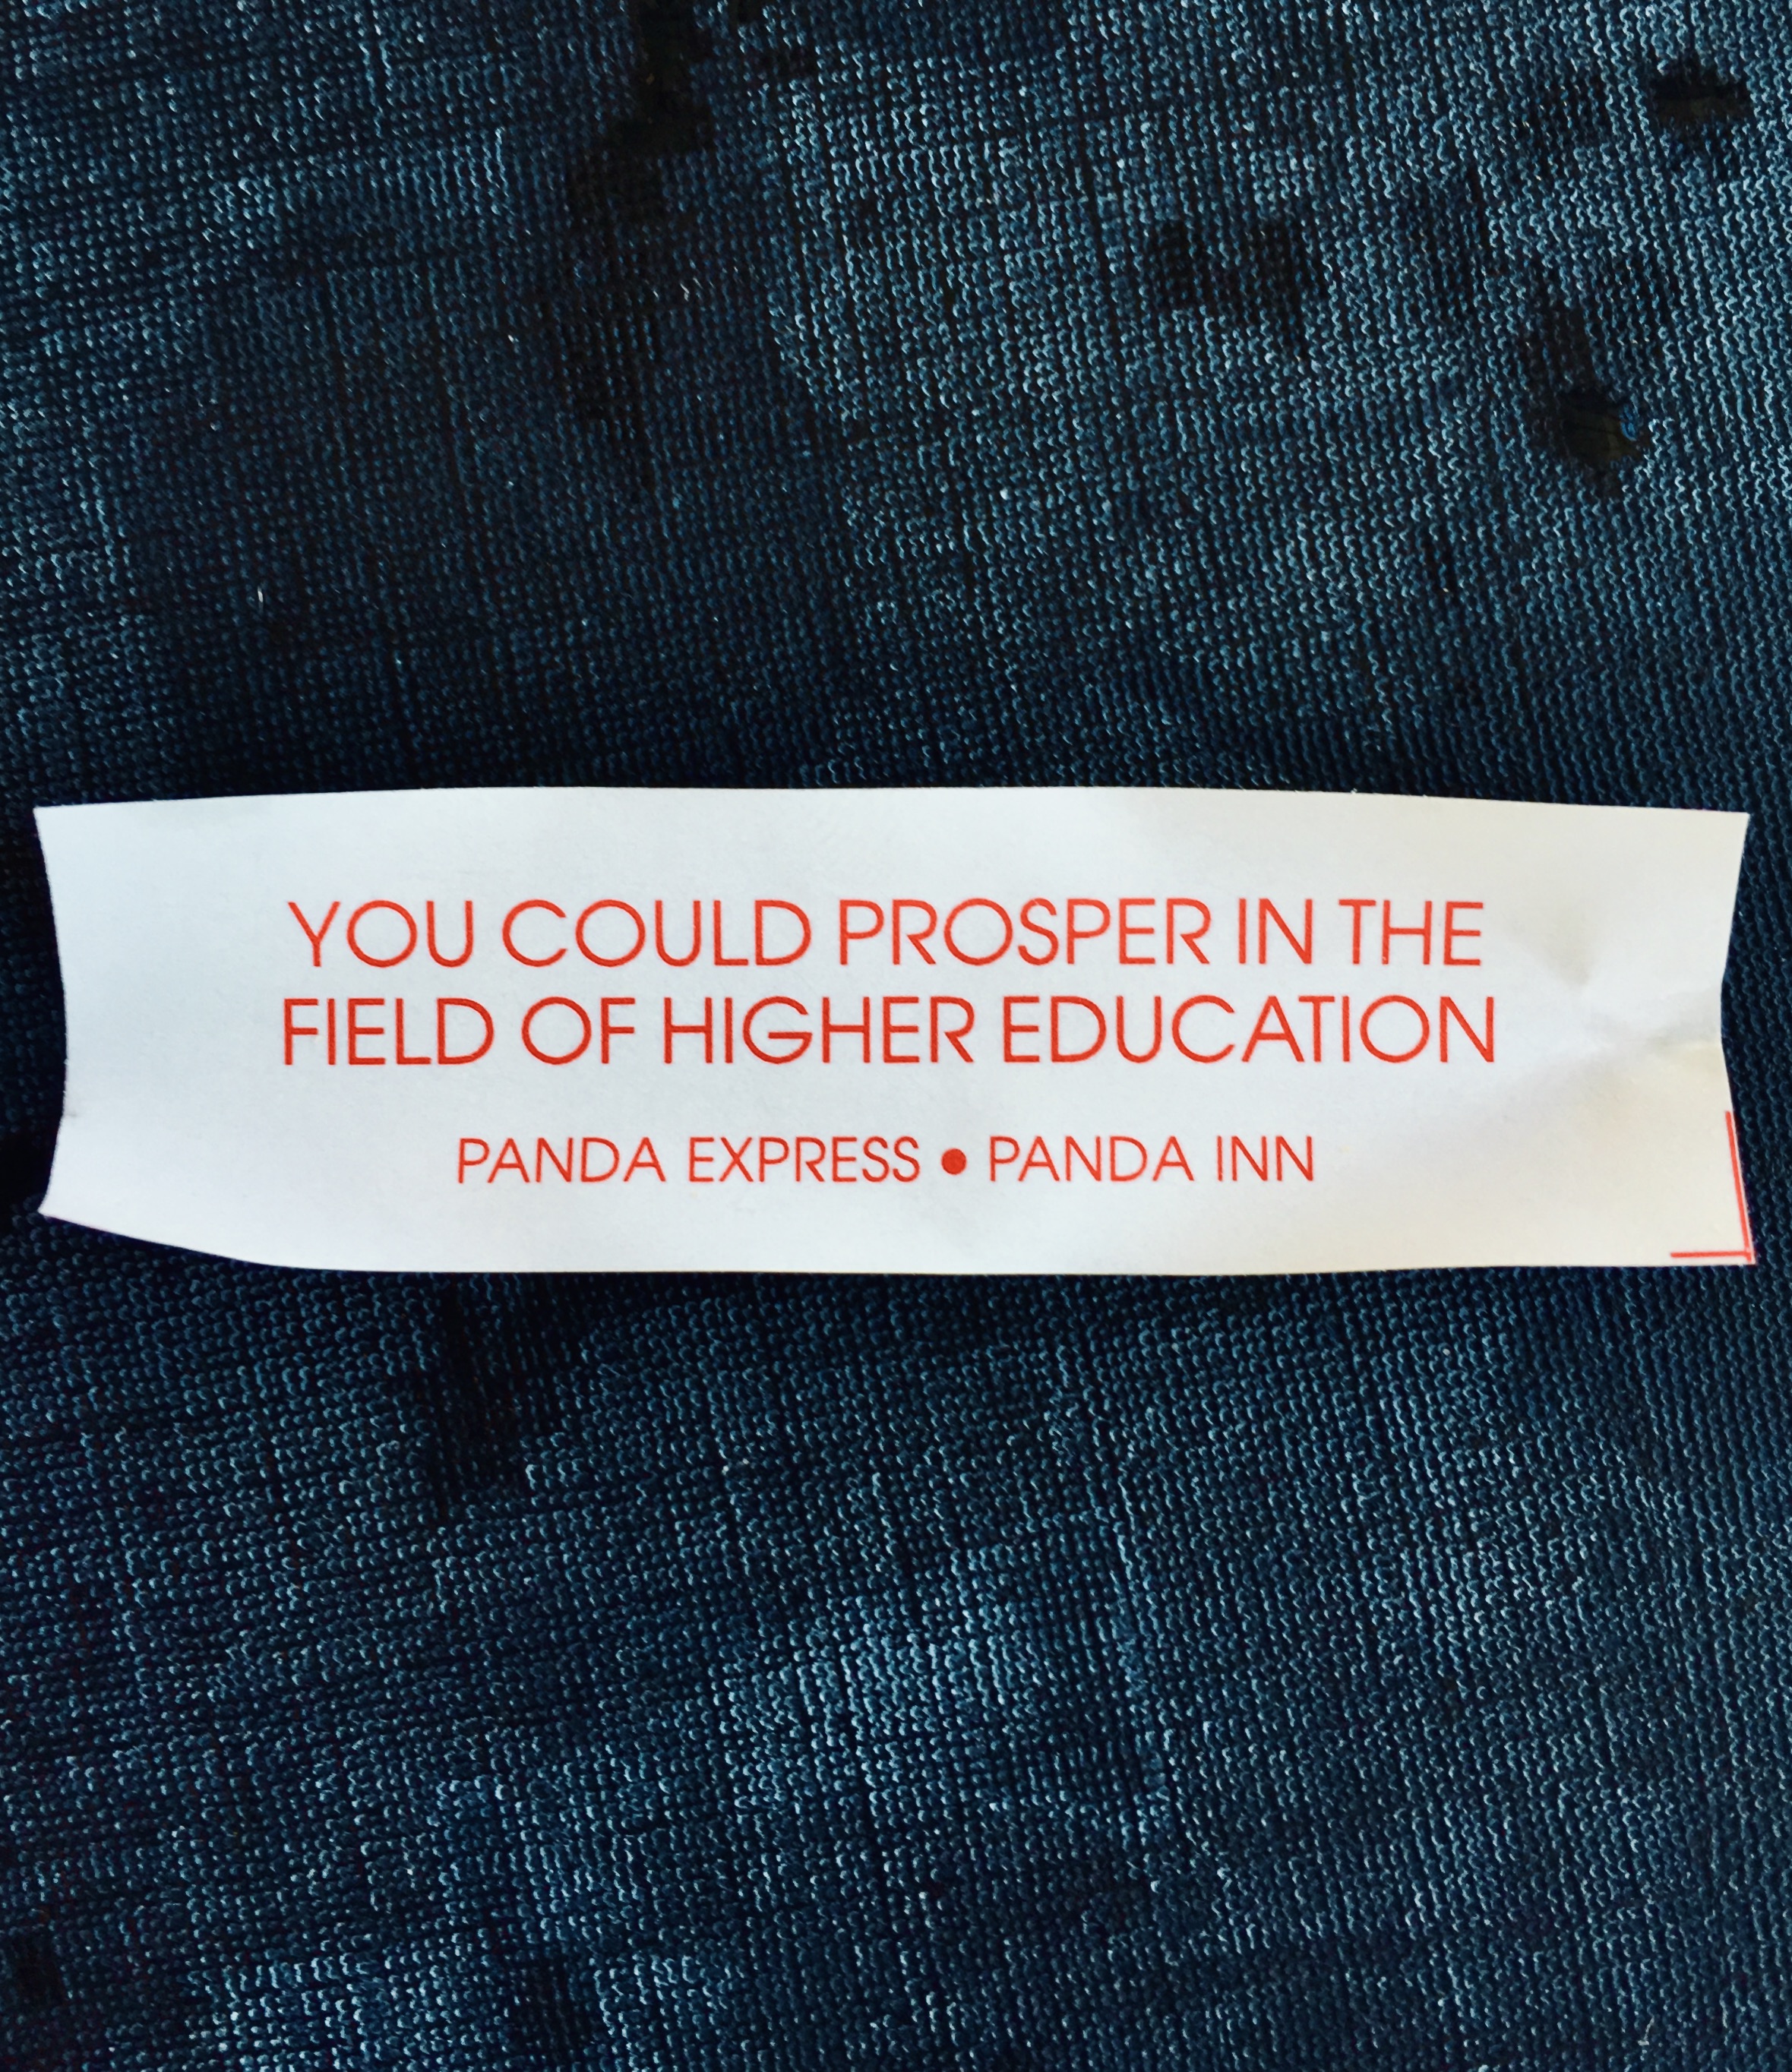 YOU COULD PROSPER IN THE
FIELD OF HIGHER EDUCATION
PANDA EXPRESS • PANDA INN